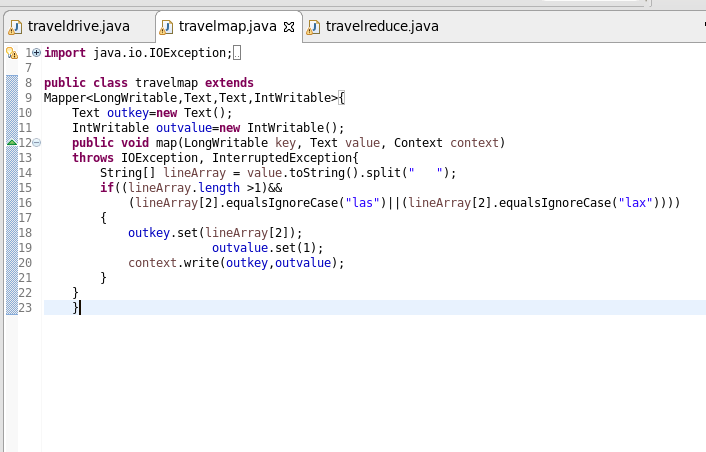 traveldrive.java travelmap.java travelreduce.java
1 import java.io.IOException;
7
8 public class travelmap extends
9 Mapper<LongWritable,Text,Text,IntWritable>{
10     Text outkey=new Text();
11     IntWritable outvalue=new IntWritable();
12     public void map(LongWritable key, Text value, Context context)
13     throws IOException, InterruptedException{
14         String[] lineArray = value.toString().split("   ");
15         if((lineArray.length >1)&&
16             (lineArray[2].equalsIgnoreCase("las")||(lineArray[2].equalsIgnoreCase("lax"))))
17         {
18             outkey.set(lineArray[2]);
19                         outvalue.set(1);
20             context.write(outkey,outvalue);
21         }
22     }
23     }